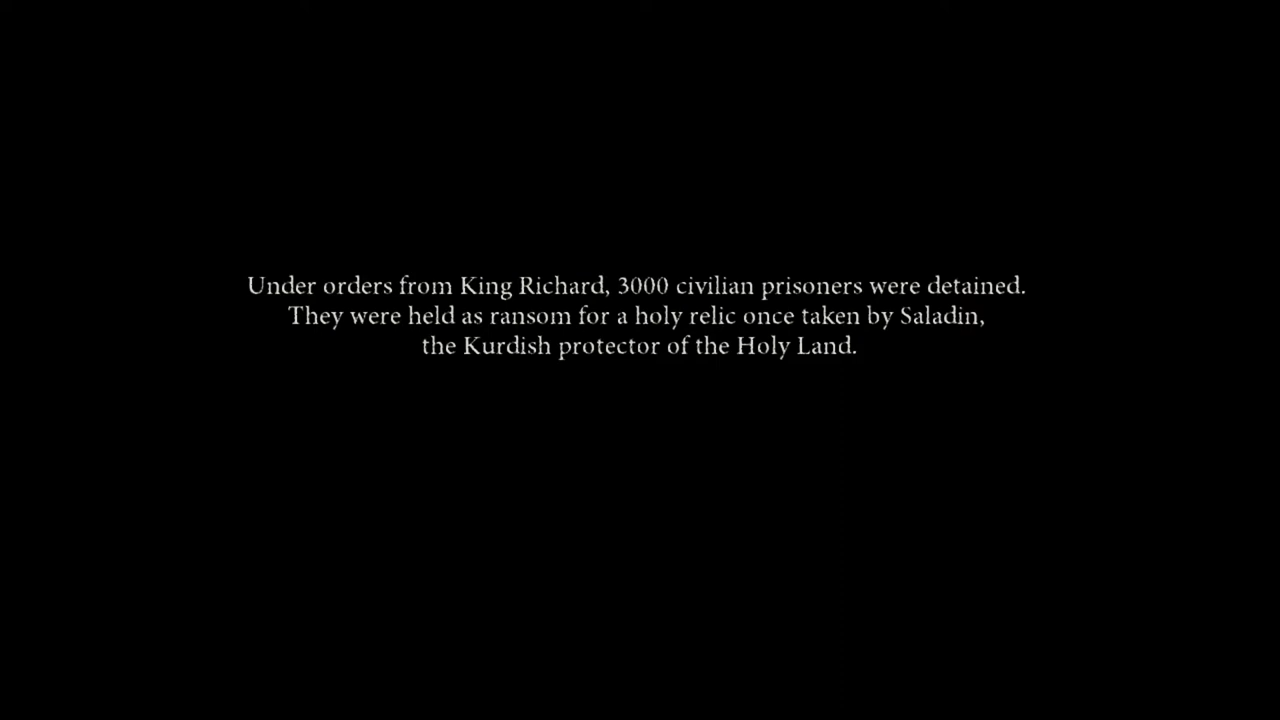 Under orders from King Richard, 3000 civilian prisoners were detained.
They were held as ransom for a holy relic once taken by Saladin,
the Kurdish protector of the Holy Land.